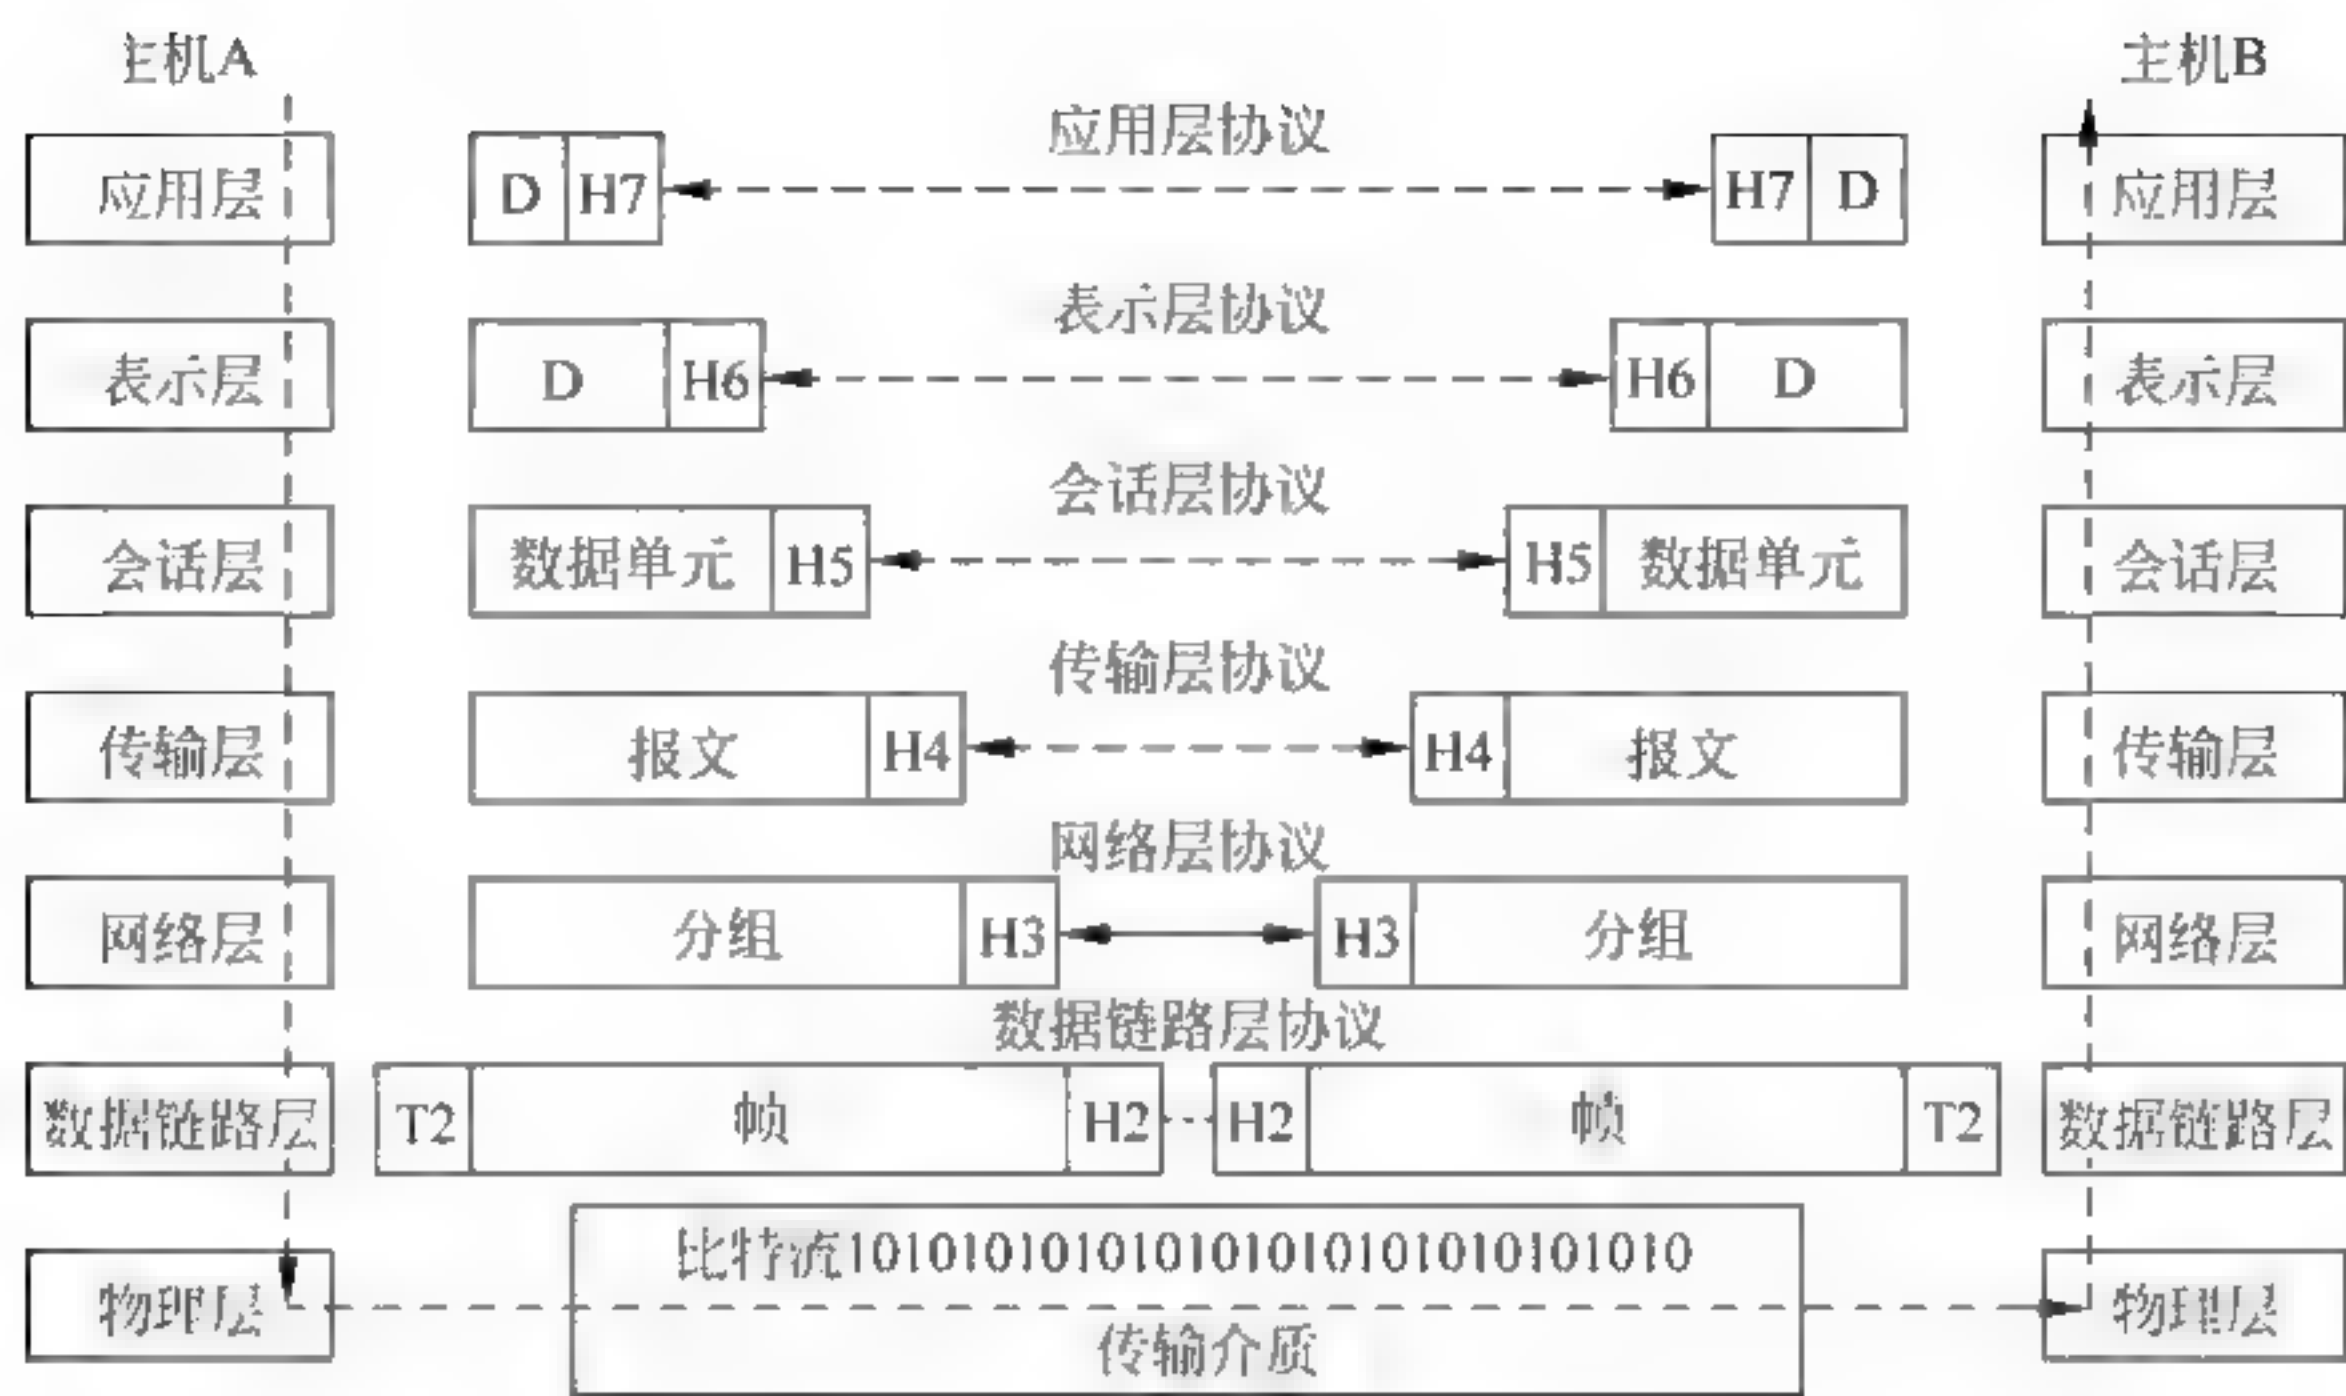 主机A 主机B
应用层协议
应用层 D H7 H7 D 应用层
表示层协议
表示层 D H6 H6 D 表示层
会话层协议
会话层 数据单元 H5 H5 数据单元 会话层
传输层协议
传输层 报文 H4 H4 报文 传输层
网络层协议
网络层 分组 H3 H3 分组 网络层
数据链路层协议
数据链路层 T2 帧 H2 H2 帧 T2 数据链路层
比特流1010101010101010101010101010101010
物理层 物理层
传输介质